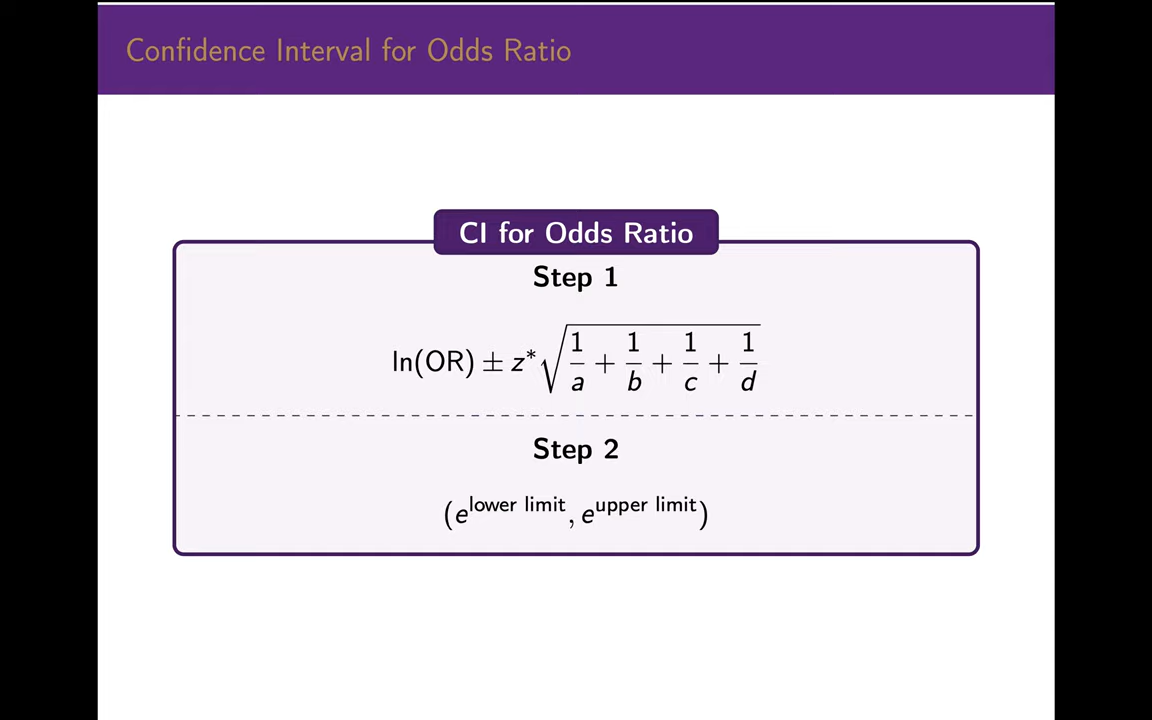 Confidence Interval for Odds Ratio
CI for Odds Ratio
Step 1
ln(OR) ± z* √(1/a + 1/b + 1/c + 1/d)
Step 2
(e^lower limit, e^upper limit)